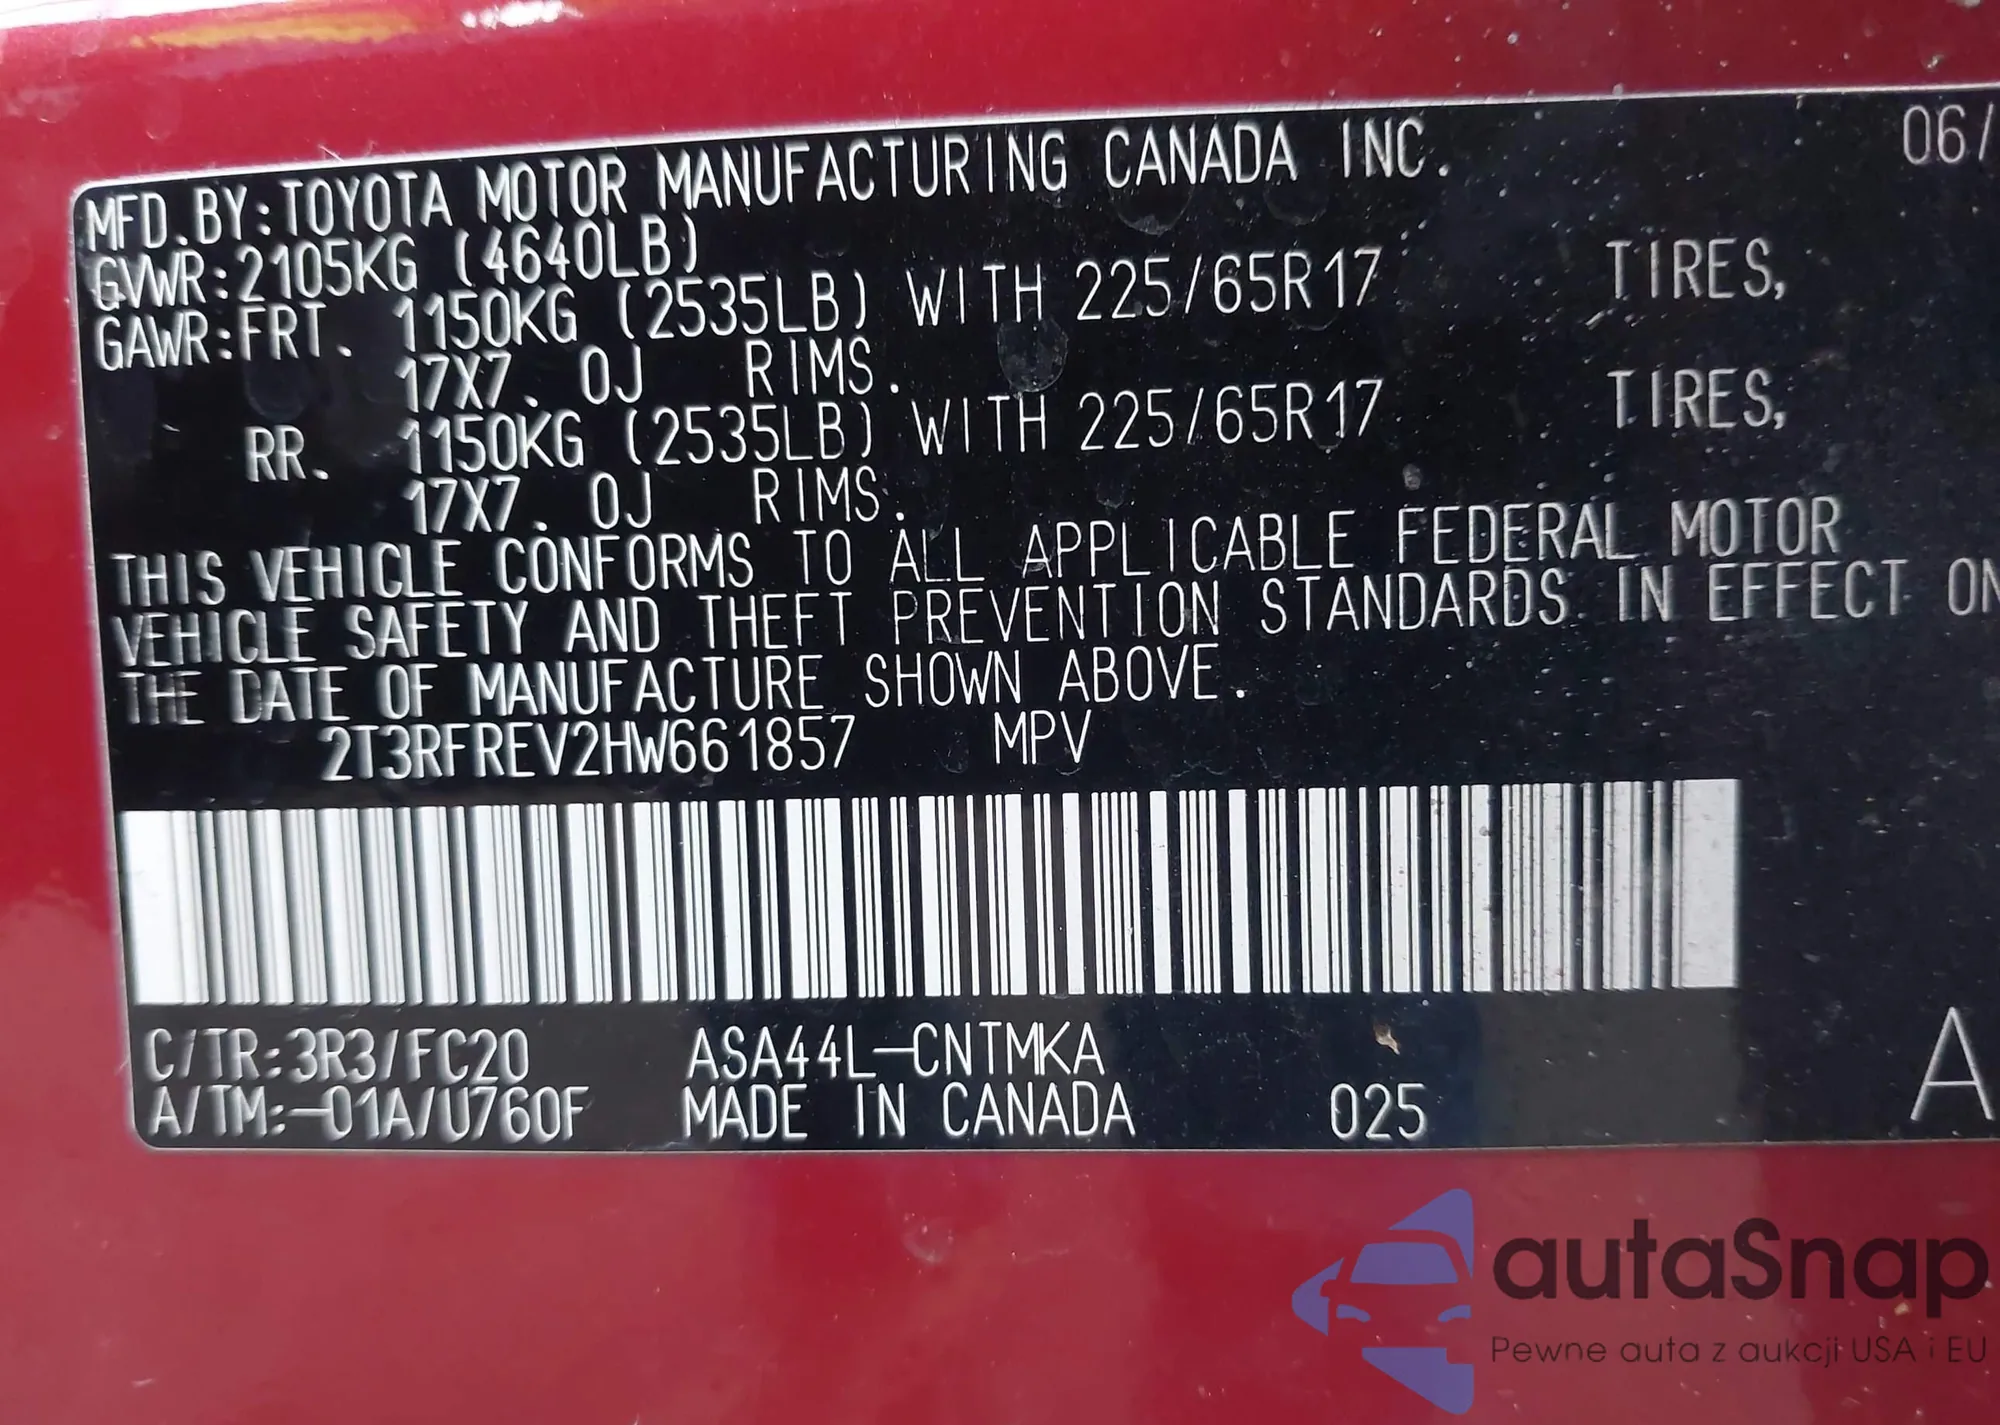 06/
MFD. BY: TOYOTA MOTOR MANUFACTURING CANADA INC.
GVWR: 2105KG (4640LB)
GAWR: FRT. 1150KG (2535LB) WITH 225/65R17 TIRES,
17X7. 0J RIMS.
RR. 1150KG (2535LB) WITH 225/65R17 TIRES,
17X7. 0J RIMS.
THIS VEHICLE CONFORMS TO ALL APPLICABLE FEDERAL MOTOR
VEHICLE SAFETY AND THEFT PREVENTION STANDARDS IN EFFECT ON
THE DATE OF MANUFACTURE SHOWN ABOVE.
2T3RFREV2HW661857 MPV
C/TR: 3R3/FC20 ASA44L-CNTMKA
A/TM: -01A/U760F MADE IN CANADA 025 A
autaSnap
Pewne auta z aukcji USA i EU